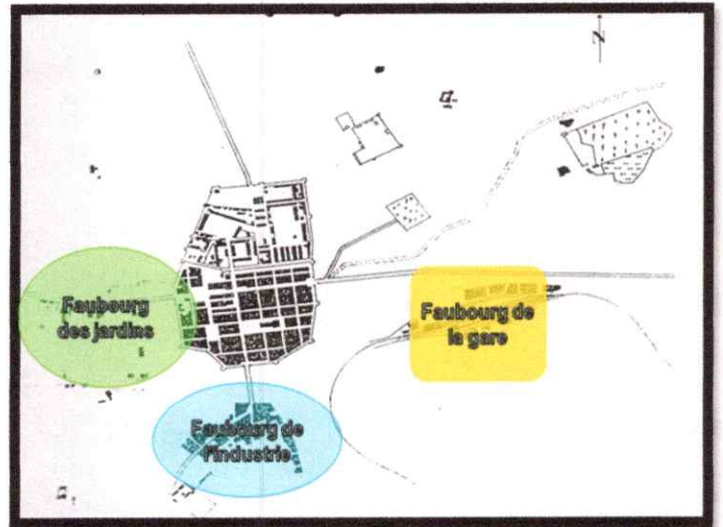 N
Faubourg
des jardins
Faubourg de
la gare
Faubourg de
l'industrie